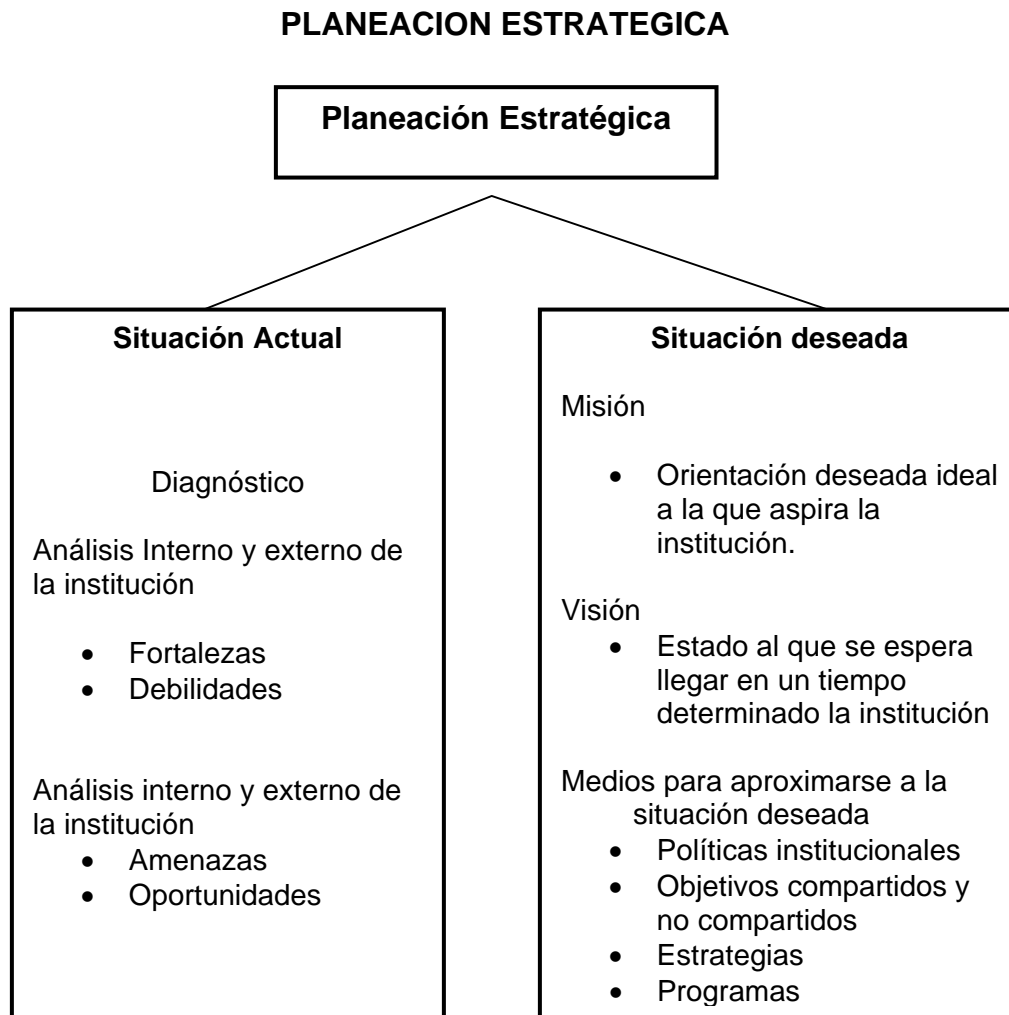 PLANEACION ESTRATEGICA
Planeación Estratégica
Situación Actual
Diagnóstico
Análisis Interno y externo de
la institución
• Fortalezas
• Debilidades
Análisis interno y externo de
la institución
• Amenazas
• Oportunidades
Situación deseada
Misión
• Orientación deseada ideal
a la que aspira la
institución.
Visión
• Estado al que se espera
llegar en un tiempo
determinado la institución
Medios para aproximarse a la
situación deseada
• Políticas institucionales
• Objetivos compartidos y
no compartidos
• Estrategias
• Programas